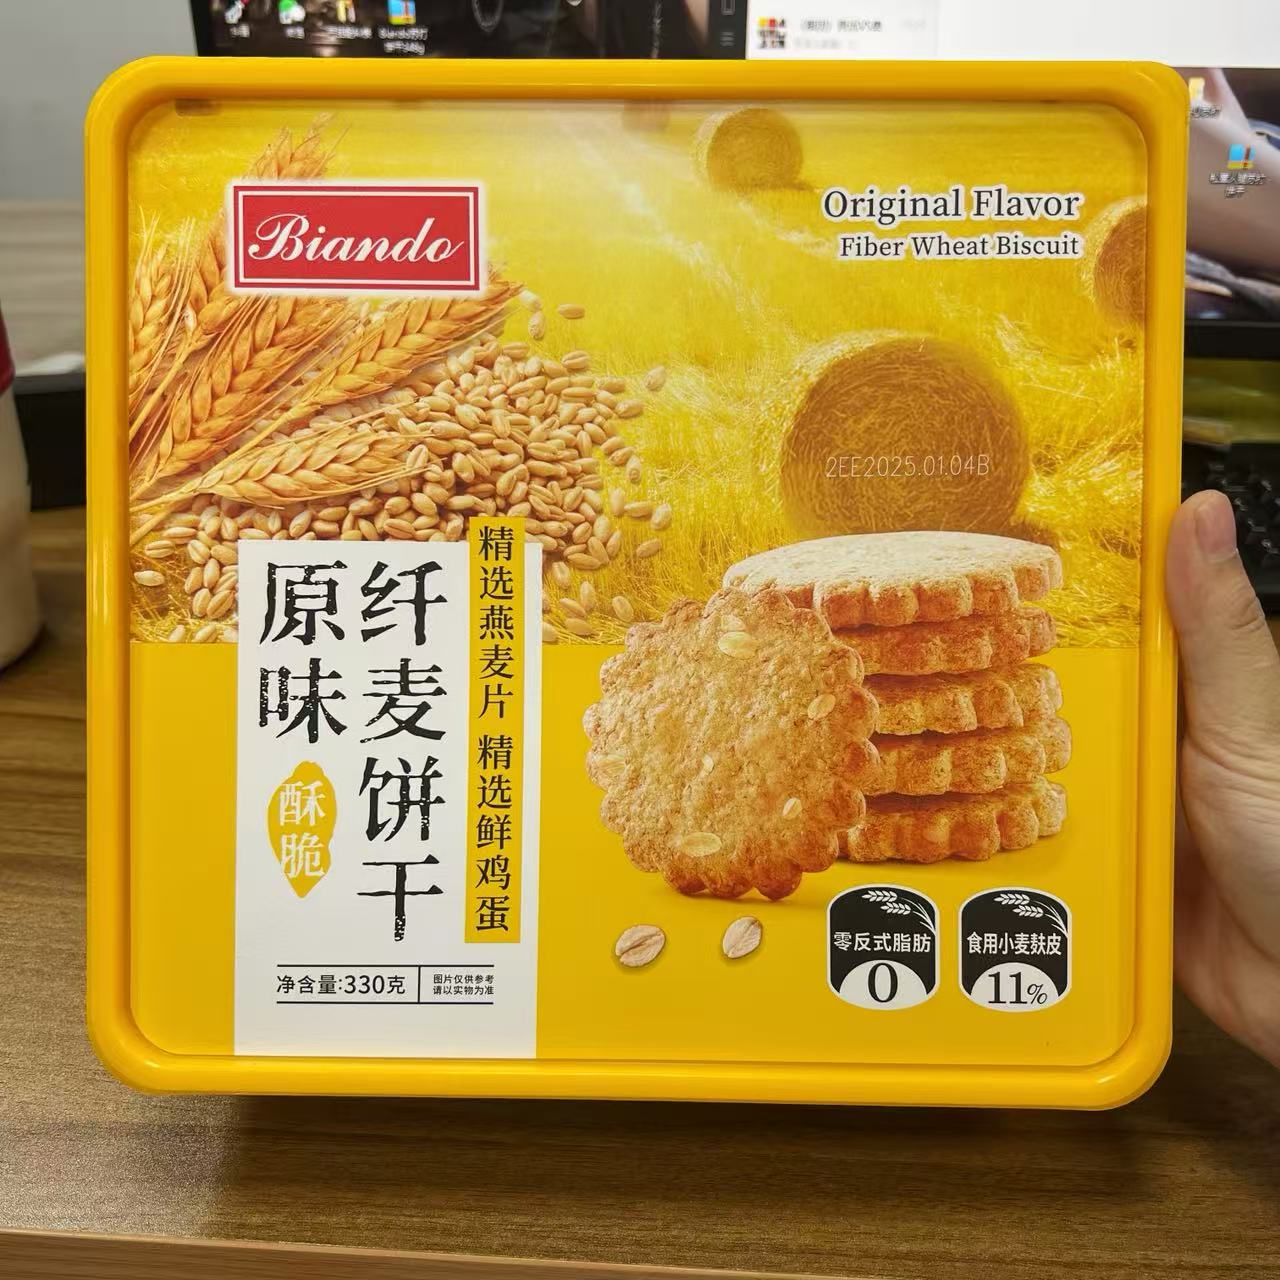 Biando
Original Flavor
Fiber Wheat Biscuit
2EE2025.01.04B
精选燕麦片 精选鲜鸡蛋
纤麦饼干
原味
酥脆
净含量:330克
图片仅供参考
请以实物为准
零反式脂肪
0
食用小麦麸皮
11%